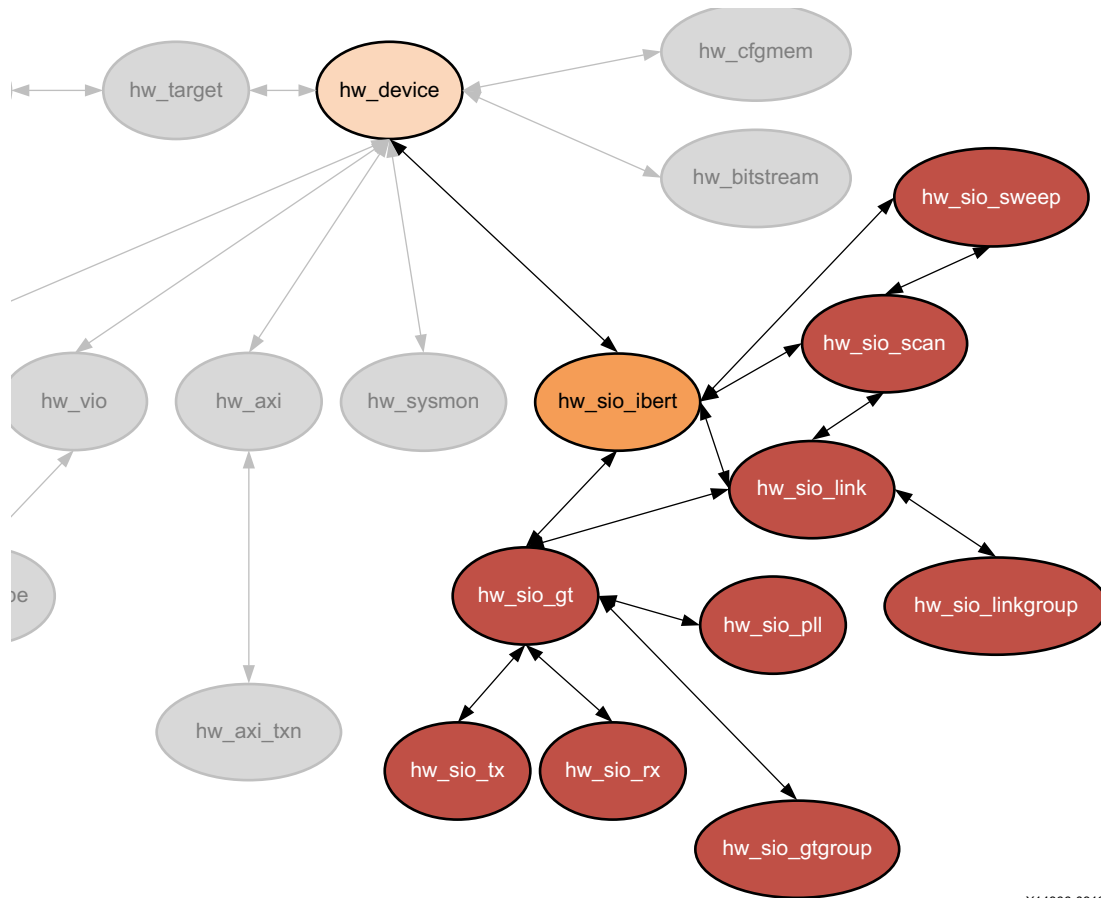 hw_cfgmem
hw_target
hw_device
hw_bitstream
hw_sio_sweep
hw_sio_scan
hw_vio
hw_axi
hw_sysmon
hw_sio_ibert
hw_sio_link
hw_sio_gt
hw_sio_pll
hw_sio_linkgroup
hw_axi_txn
hw_sio_tx
hw_sio_rx
hw_sio_gtgroup